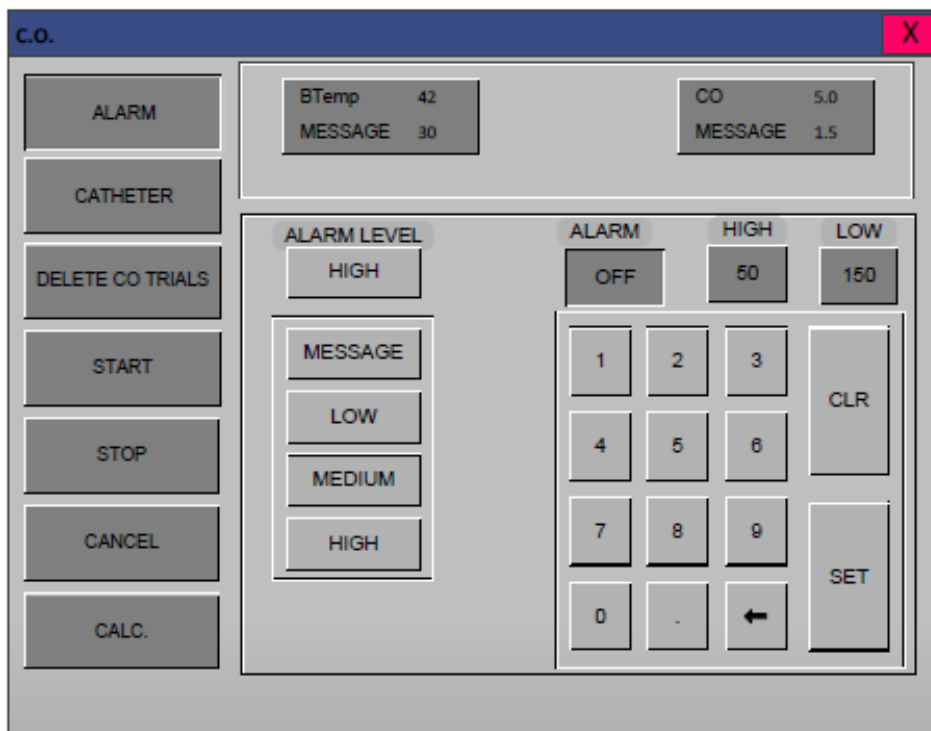 C.O.
X
ALARM
CATHETER
DELETE CO TRIALS
START
STOP
CANCEL
CALC.
BTemp 42
MESSAGE 30
CO 5.0
MESSAGE 1.5
ALARM LEVEL
HIGH
MESSAGE
LOW
MEDIUM
HIGH
ALARM HIGH LOW
OFF 50 150
1 2 3
CLR
4 5 6
7 8 9
SET
0 . ←